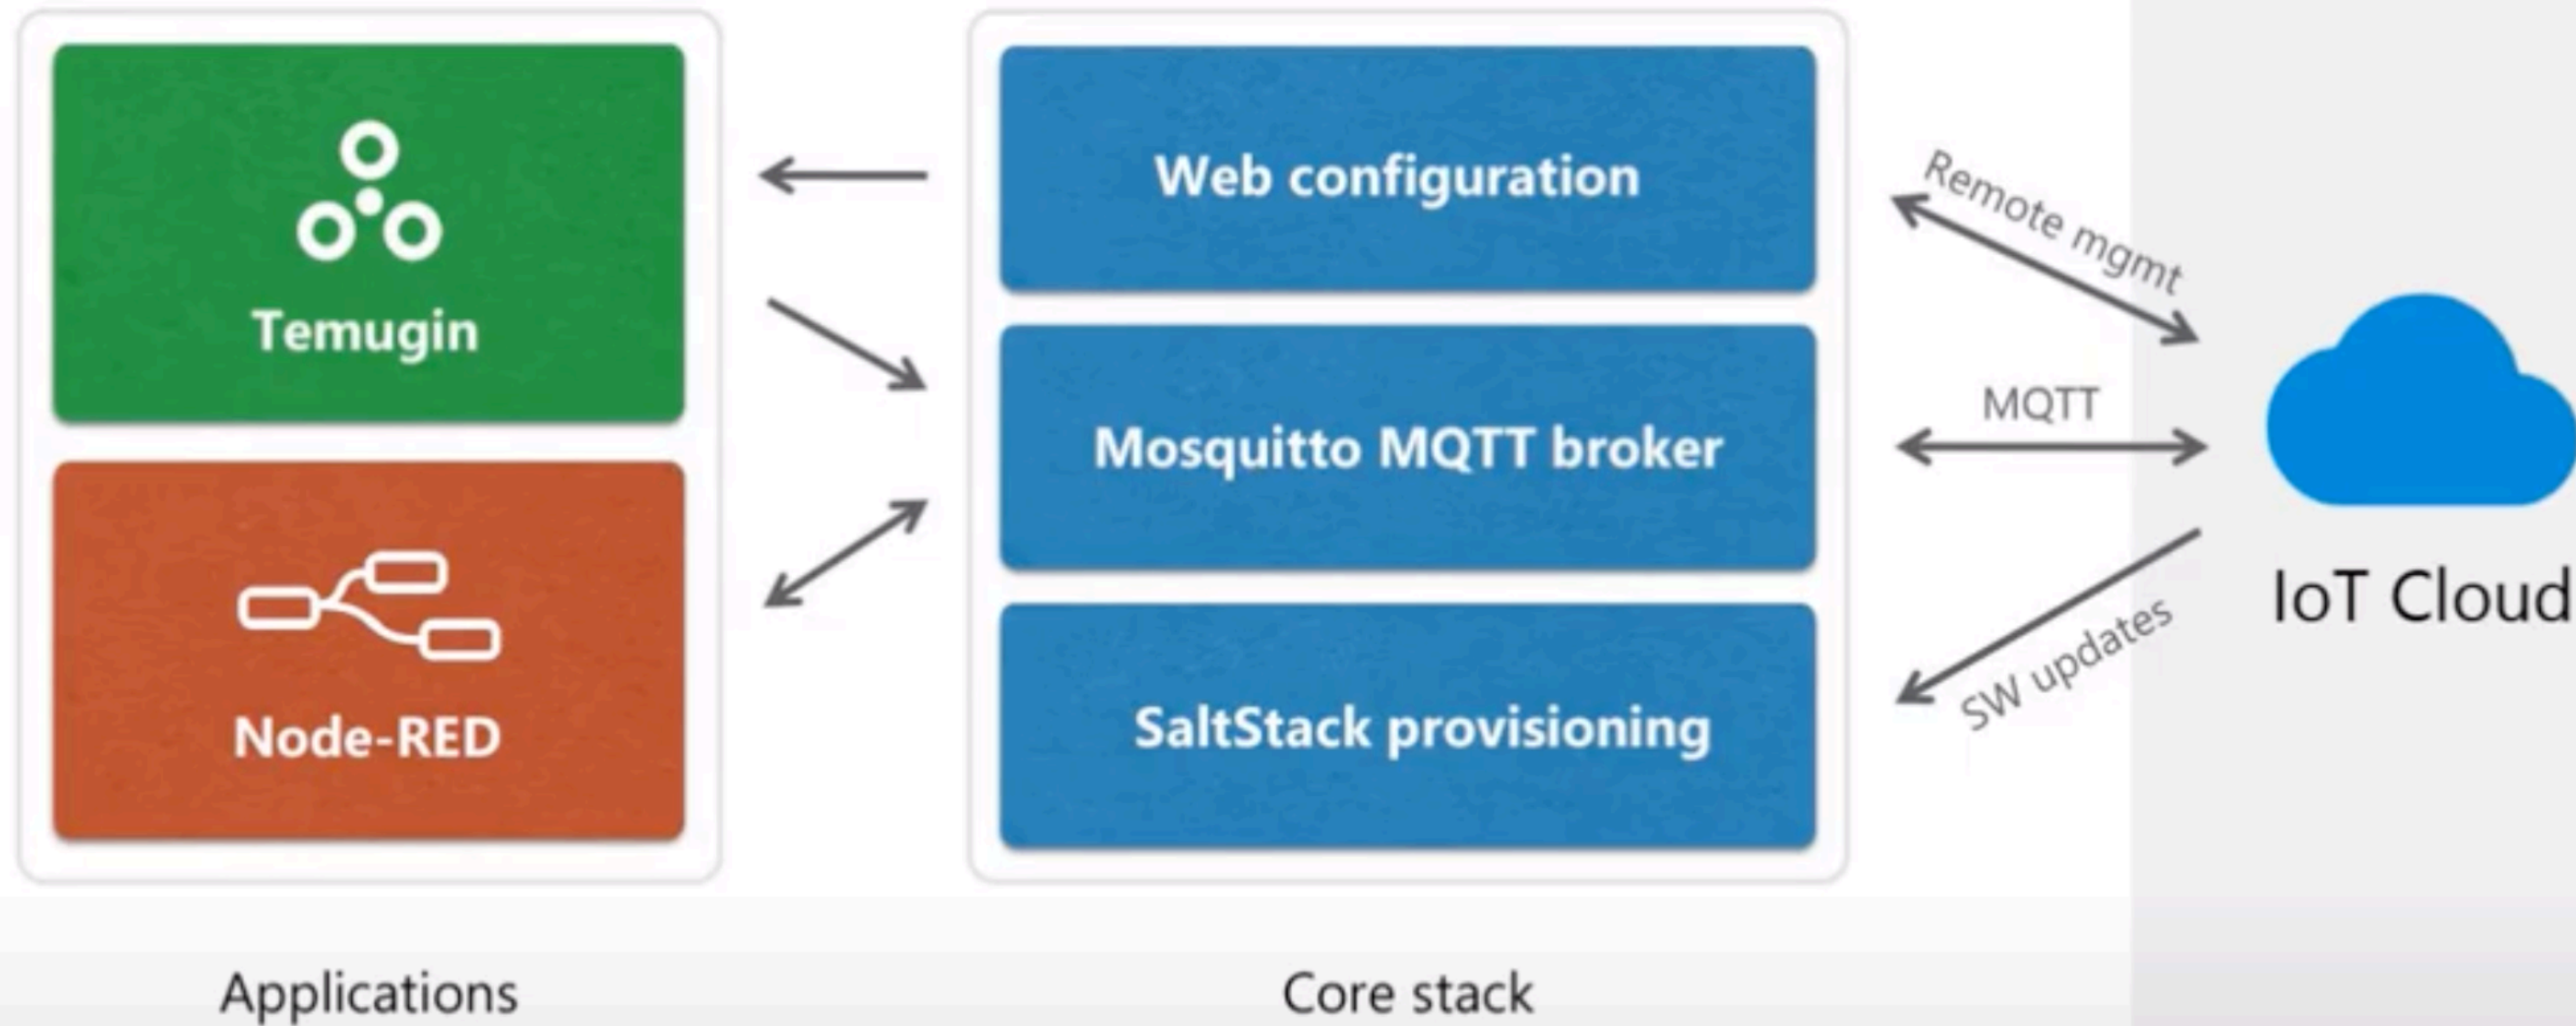 Temugin
Node-RED
Applications
Web configuration
Mosquitto MQTT broker
SaltStack provisioning
Core stack
Remote mgmt
MQTT
SW updates
IoT Cloud